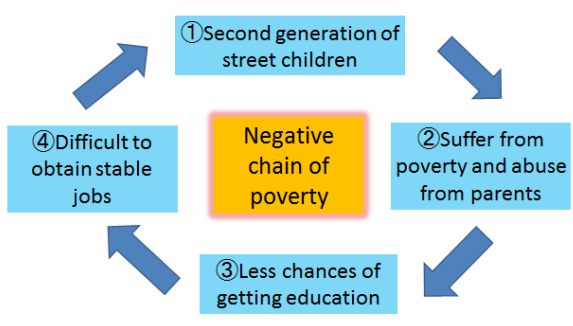 ①Second generation of
street children
②Suffer from
poverty and abuse
from parents
③Less chances of
getting education
④Difficult to
obtain stable
jobs
Negative
chain of
poverty